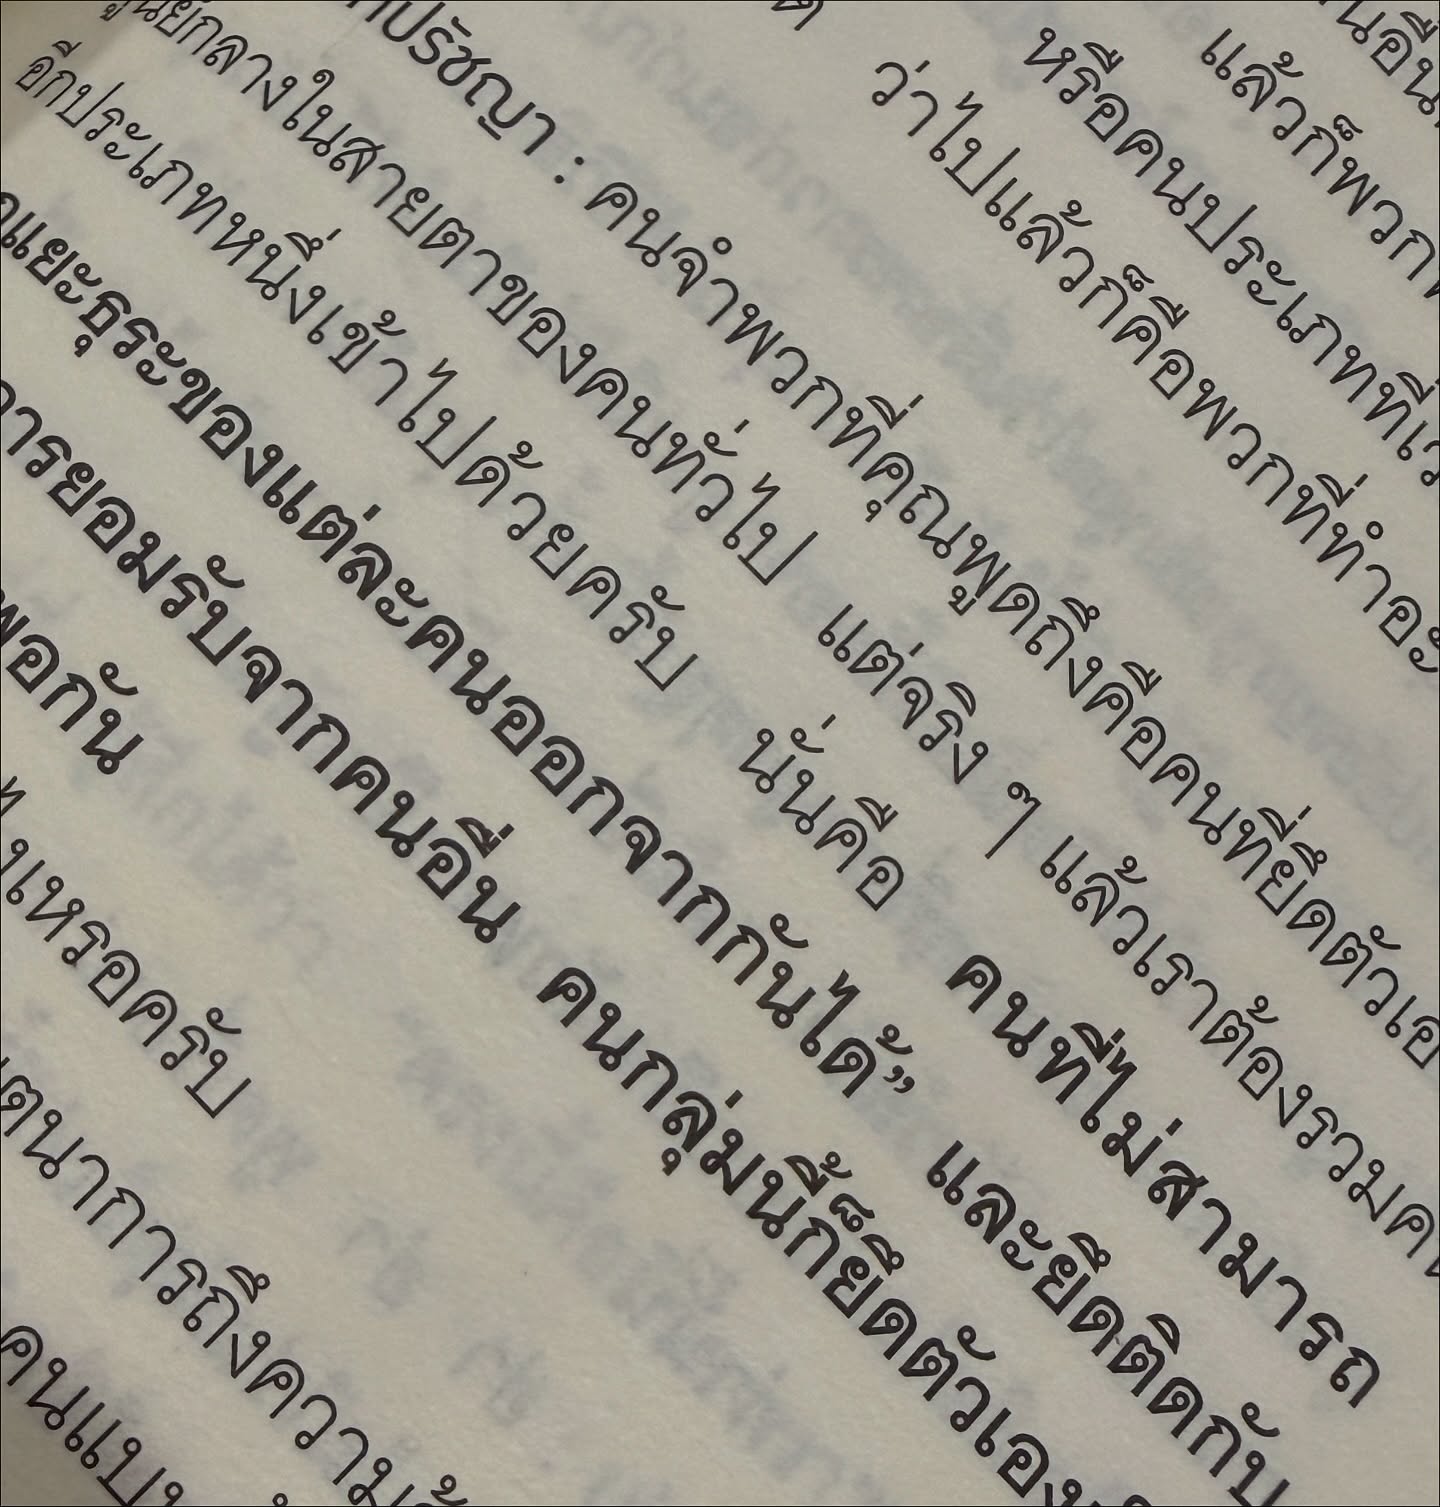 แล้วก็พวก
หรือคนประเภทที่
ว่าไปแล้วก็คือพวกที่ทำอะ
ปรัชญา : คนจำพวกที่คุณพูดถึงคือคนที่ยึดตัวเอ
กลางในสายตาของคนทั่วไป แต่จริง ๆ แล้วเราต้องรวมค
อีกประเภทหนึ่งเข้าไปด้วยครับ นั่นคือ คนที่ไม่สามารถ
แยะธุระของแต่ละคนออกจากกันได้” และยึดติดกับ
ารยอมรับจากคนอื่น คนกลุ่มนี้ก็ยึดตัวเอง
พอกัน
เหรอครับ
ตนาการถึงความ
คนแบบ